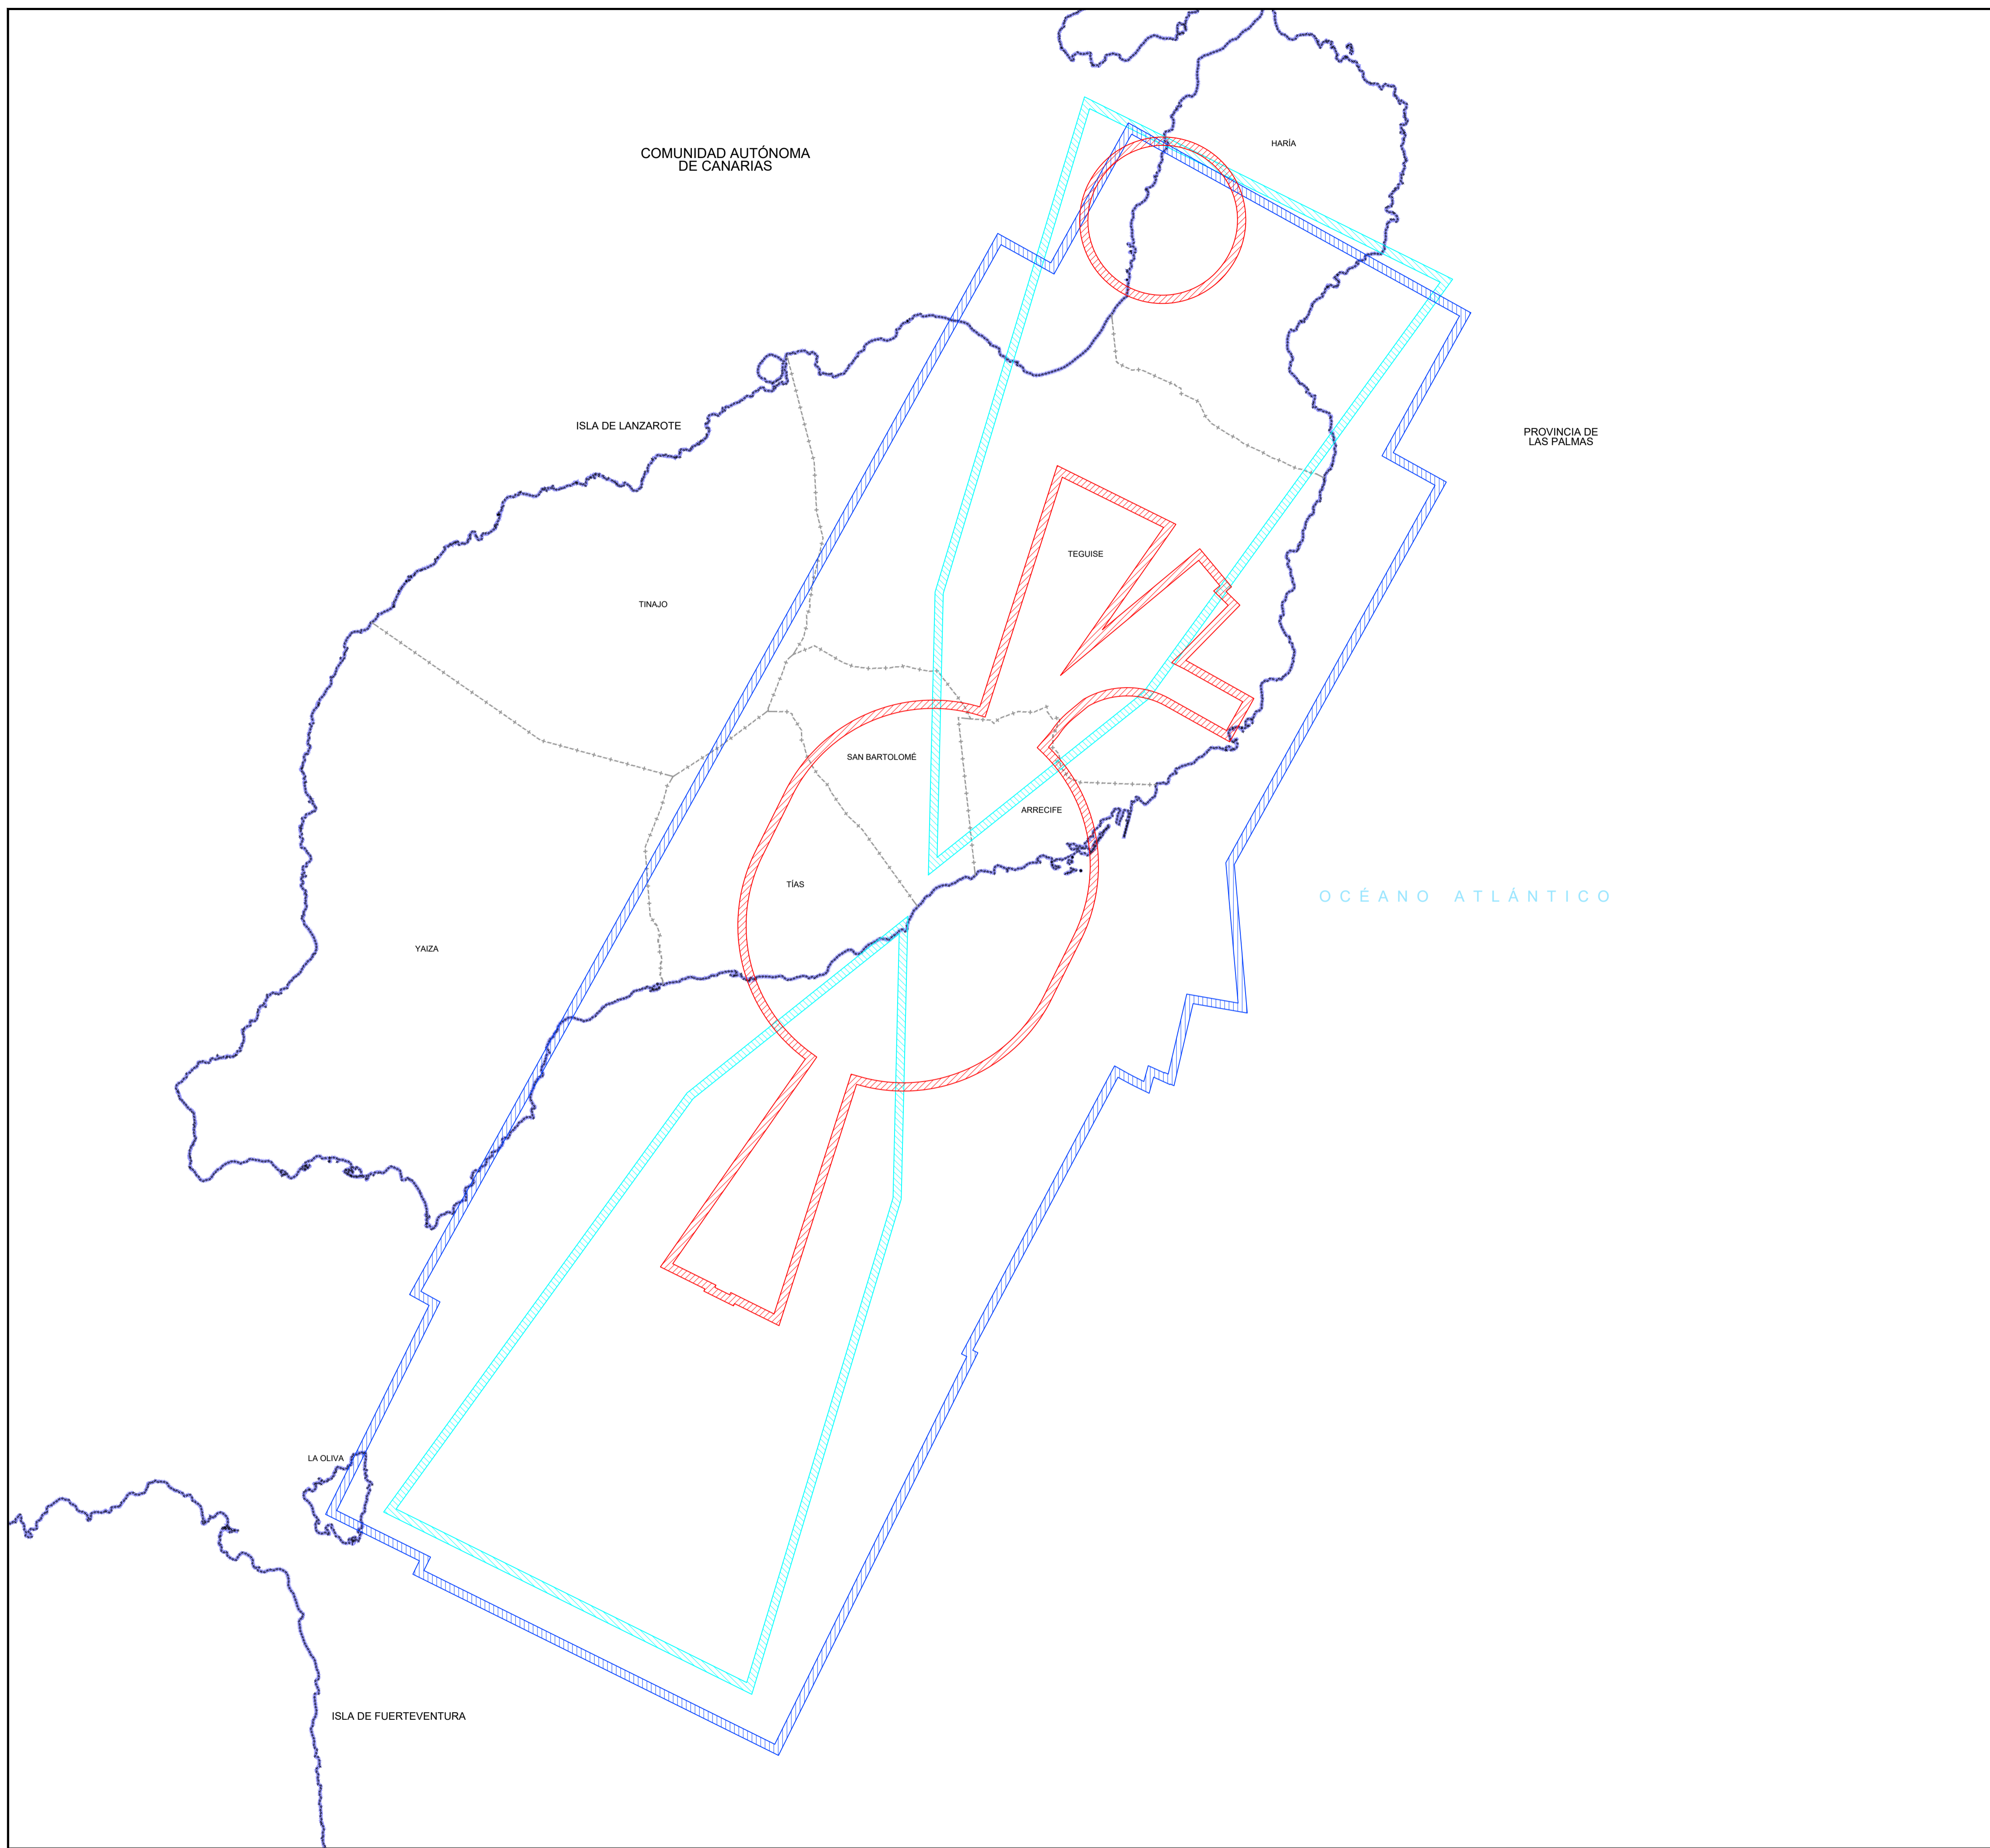 HARÍA
COMUNIDAD AUTÓNOMA
DE CANARIAS
ISLA DE LANZAROTE
PROVINCIA DE
LAS PALMAS
TEGUISE
TINAJO
SAN BARTOLOMÉ
ARRECIFE
TÍAS
OCÉANO ATLÁNTICO
YAIZA
LA OLIVA
ISLA DE FUERTEVENTURA